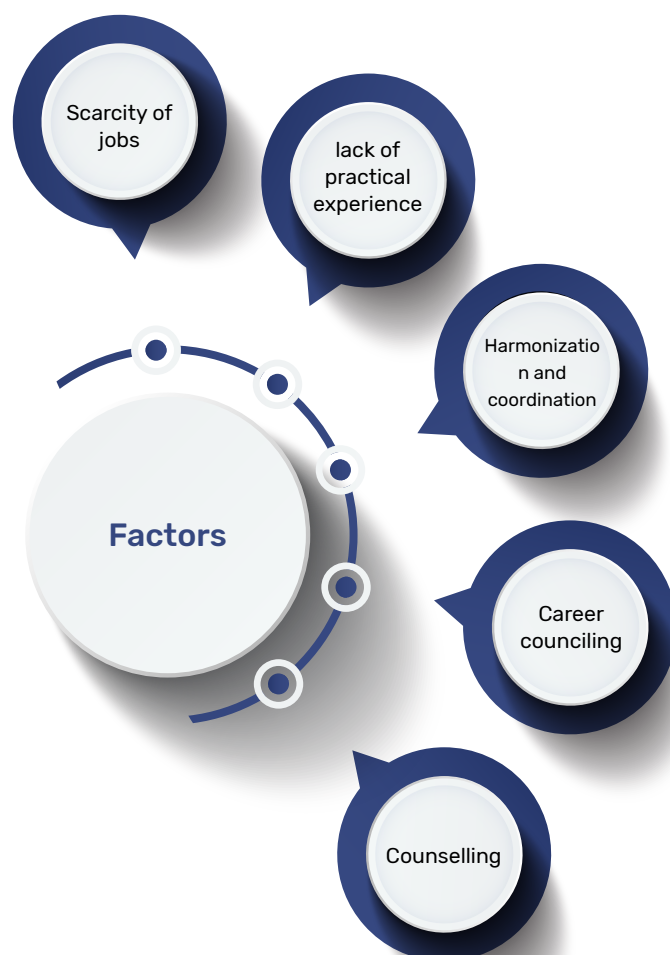 Scarcity of
jobs
lack of
practical
experience
Harmonizatio
n and
coordination
Factors
Career
counciling
Counselling